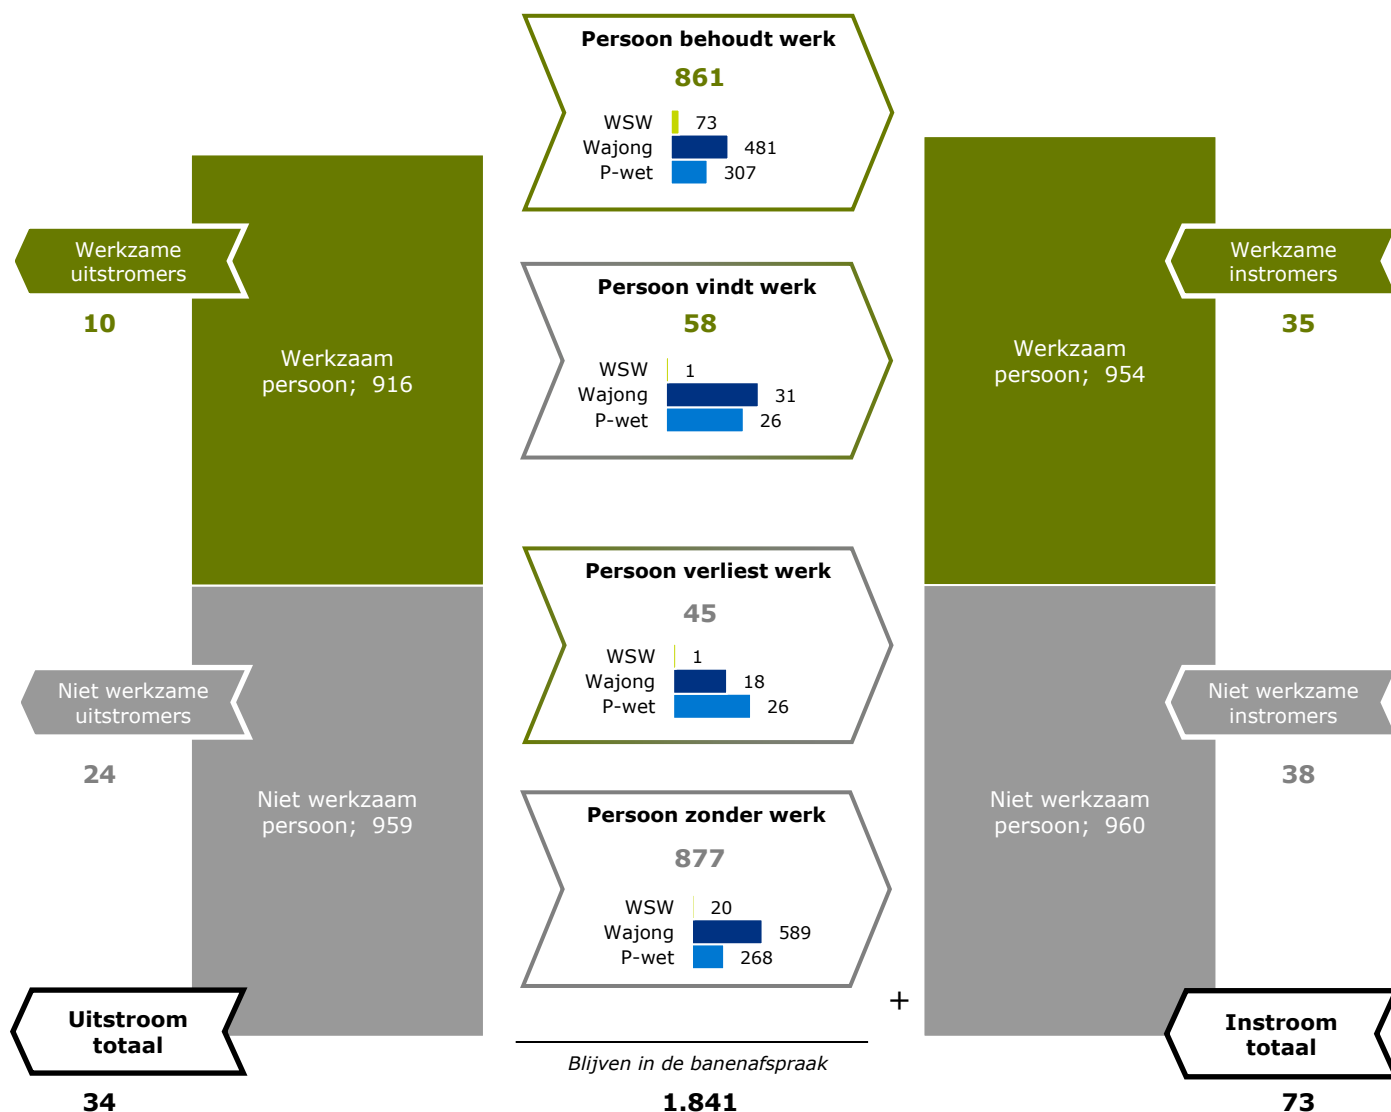 Persoon behoudt werk
861
WSW 73
Wajong 481
P-wet 307
Werkzame
uitstromers
10
Werkzaam
persoon; 916
Persoon vindt werk
58
WSW 1
Wajong 31
P-wet 26
Werkzaam
persoon; 954
Werkzame
instromers
35
Persoon verliest werk
45
WSW 1
Wajong 18
P-wet 26
Niet werkzame
uitstromers
24
Niet werkzaam
persoon; 959
Persoon zonder werk
877
WSW 20
Wajong 589
P-wet 268
Niet werkzaam
persoon; 960
Niet werkzame
instromers
38
Uitstroom
totaal
34
+
Blijven in de banenafspraak
1.841
Instroom
totaal
73